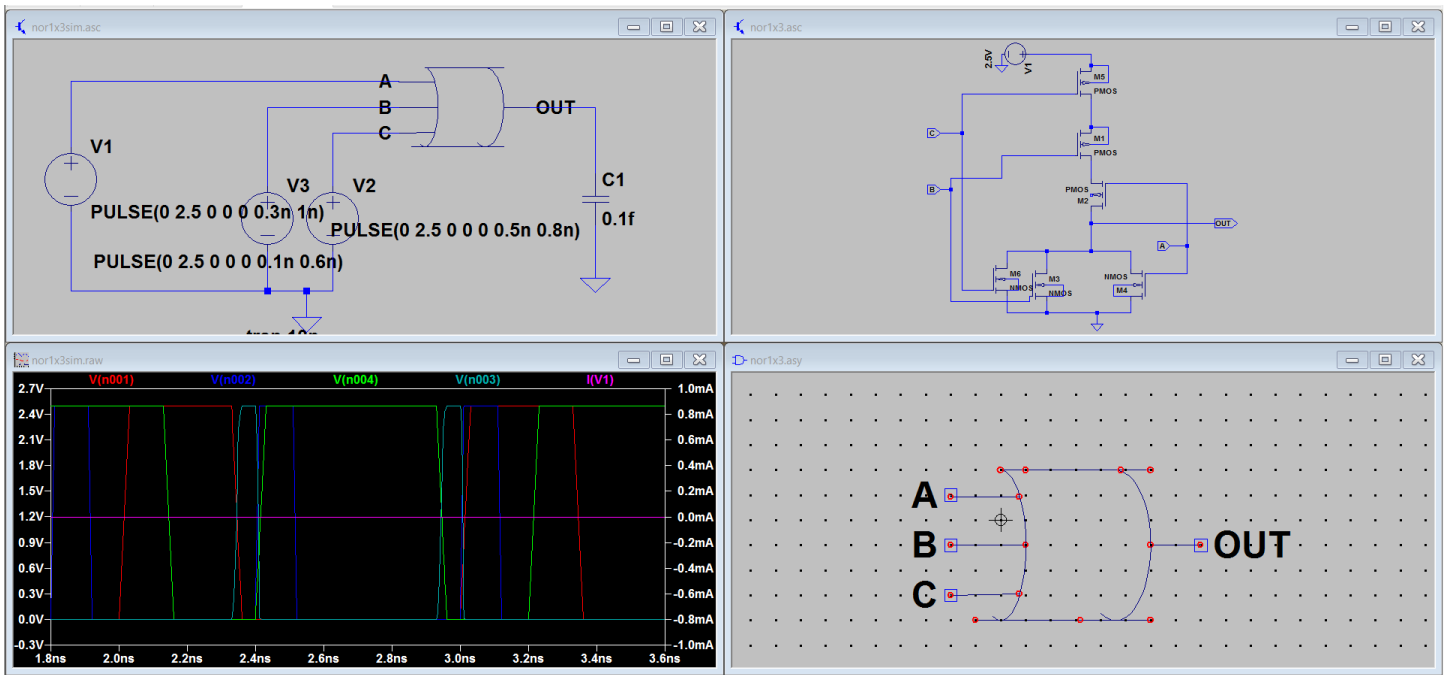 nor1x3sim.asc
A
B
C
OUT
V1
V3
V2
C1
0.1f
PULSE(0 2.5 0 0 0 0.3n 1n)
PULSE(0 2.5 0 0 0 0.5n 0.8n)
PULSE(0 2.5 0 0 0 0.1n 0.6n)
nor1x3.asc
2.5V
V1
M5
PMOS
C
M1
PMOS
B
PMOS
M2
OUT
A
M6
NMOS
M3
NMOS
NMOS
M4
nor1x3sim.raw
V(n001) V(n002) V(n004) V(n003) I(V1)
2.7V 1.0mA
2.4V 0.8mA
2.1V 0.6mA
1.8V 0.4mA
1.5V 0.2mA
1.2V 0.0mA
0.9V -0.2mA
0.6V -0.4mA
0.3V -0.6mA
0.0V -0.8mA
-0.3V -1.0mA
1.8ns 2.0ns 2.2ns 2.4ns 2.6ns 2.8ns 3.0ns 3.2ns 3.4ns 3.6ns
nor1x3.asy
A
B
OUT
C